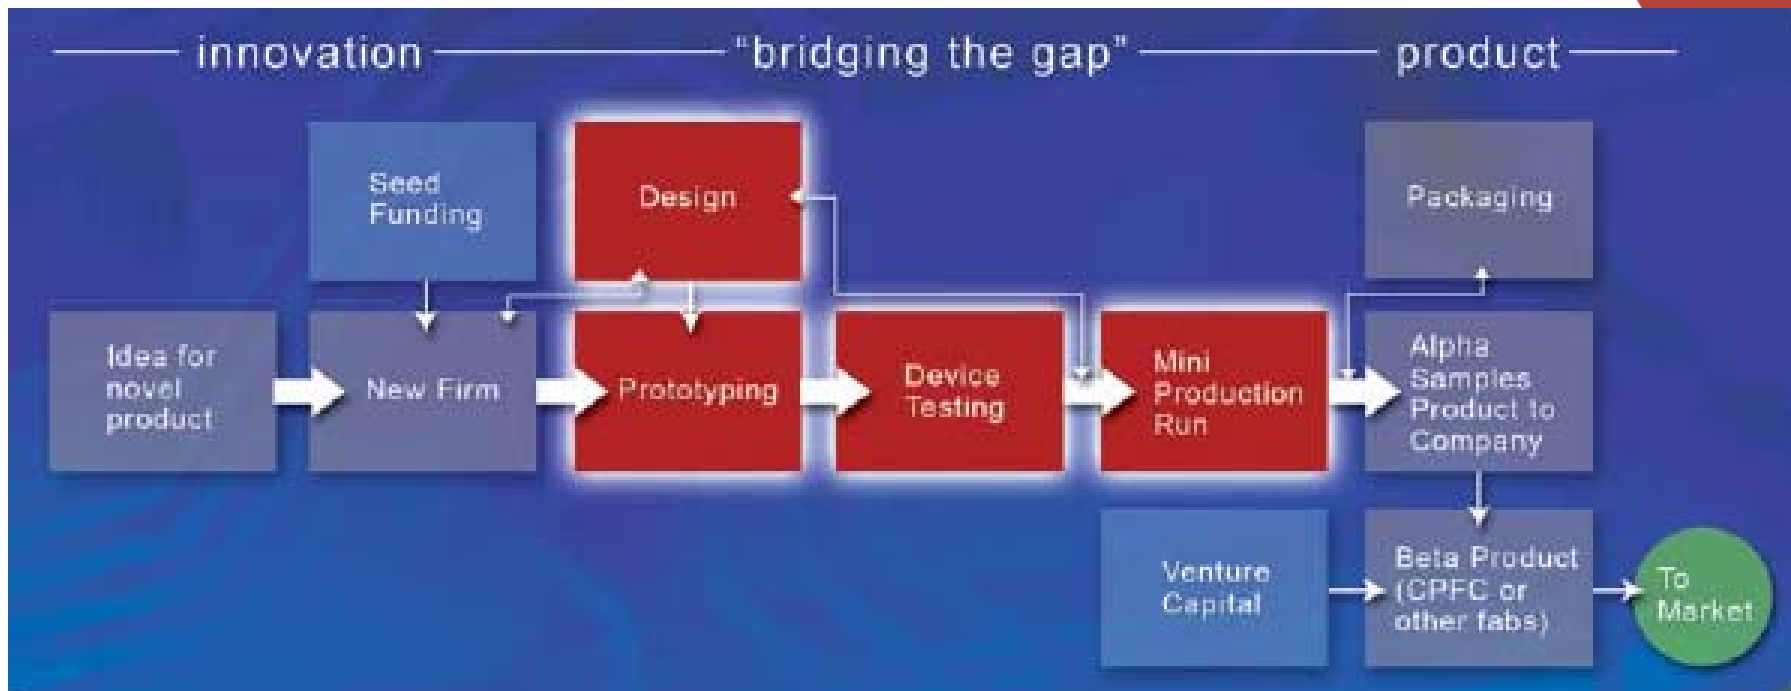 innovation
"bridging the gap"
product
Seed
Funding
Design
Packaging
Idea for
novel
product
New Firm
Prototyping
Device
Testing
Mini
Production
Run
Alpha
Samples
Product to
Company
Venture
Capital
Beta Product
(CPFC or
other fabs)
To
Market